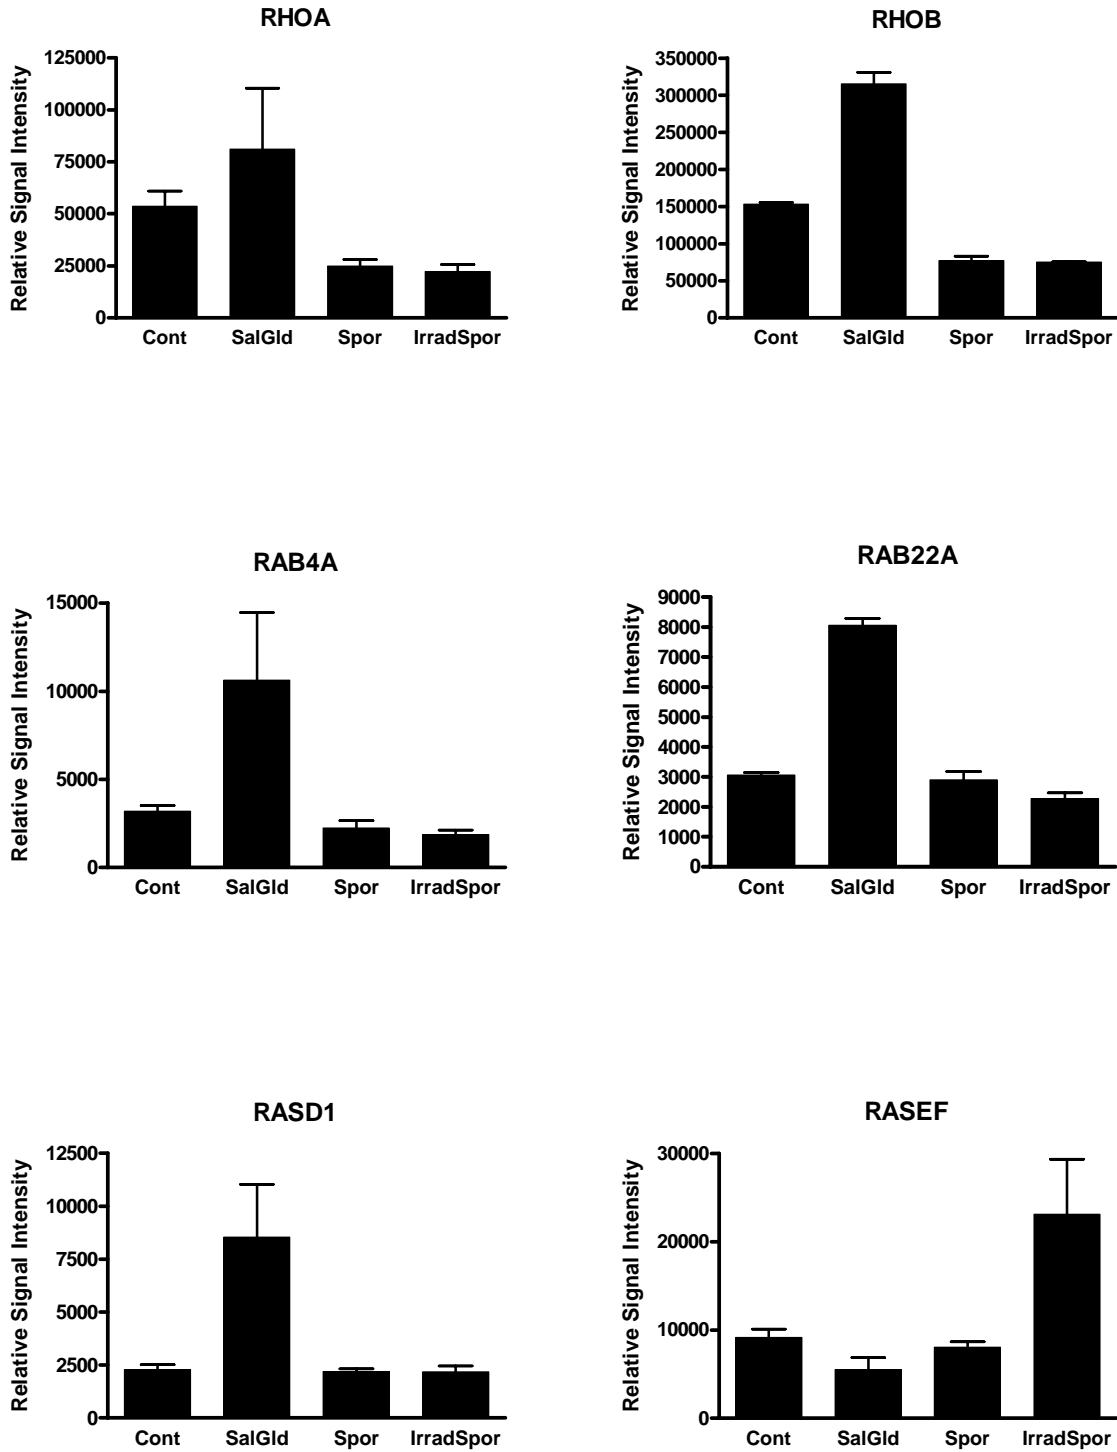 RHOA
Relative Signal Intensity
125000
100000
75000
50000
25000
0
Cont SalGld Spor IrradSpor
RHOB
Relative Signal Intensity
350000
300000
250000
200000
150000
100000
50000
0
Cont SalGld Spor IrradSpor
RAB4A
Relative Signal Intensity
15000
10000
5000
0
Cont SalGld Spor IrradSpor
RAB22A
Relative Signal Intensity
9000
8000
7000
6000
5000
4000
3000
2000
1000
0
Cont SalGld Spor IrradSpor
RASD1
Relative Signal Intensity
12500
10000
7500
5000
2500
0
Cont SalGld Spor IrradSpor
RASEF
Relative Signal Intensity
30000
20000
10000
0
Cont SalGld Spor IrradSpor